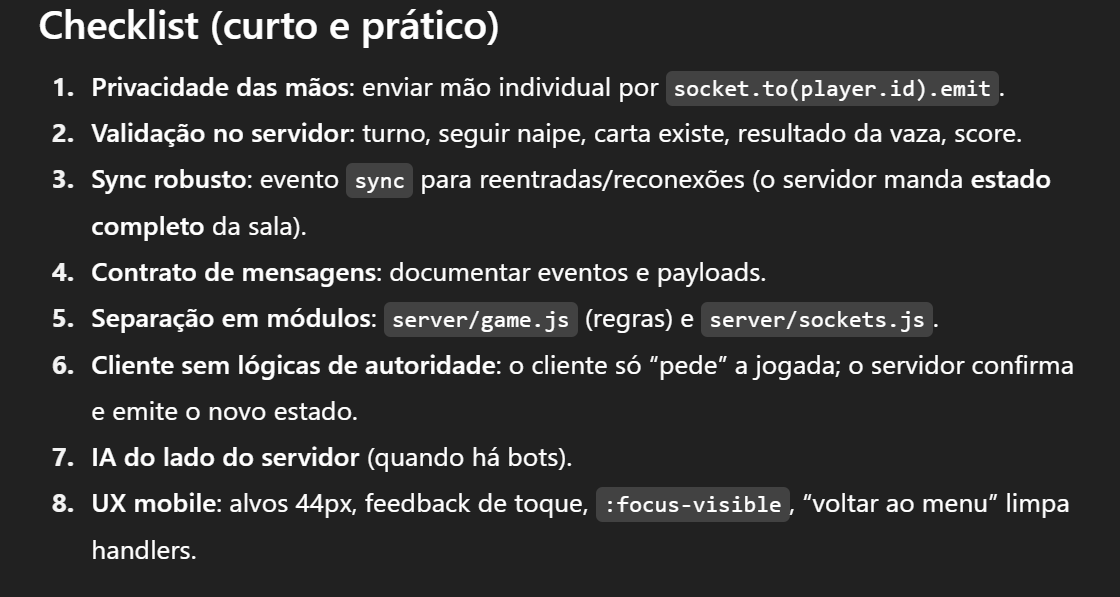 Checklist (curto e prático)
1. Privacidade das mãos: enviar mão individual por socket.to(player.id).emit.
2. Validação no servidor: turno, seguir naipe, carta existe, resultado da vaza, score.
3. Sync robusto: evento sync para reentradas/reconexões (o servidor manda estado
completo da sala).
4. Contrato de mensagens: documentar eventos e payloads.
5. Separação em módulos: server/game.js (regras) e server/sockets.js.
6. Cliente sem lógicas de autoridade: o cliente só “pede” a jogada; o servidor confirma
e emite o novo estado.
7. IA do lado do servidor (quando há bots).
8. UX mobile: alvos 44px, feedback de toque, :focus-visible, “voltar ao menu” limpa
handlers.